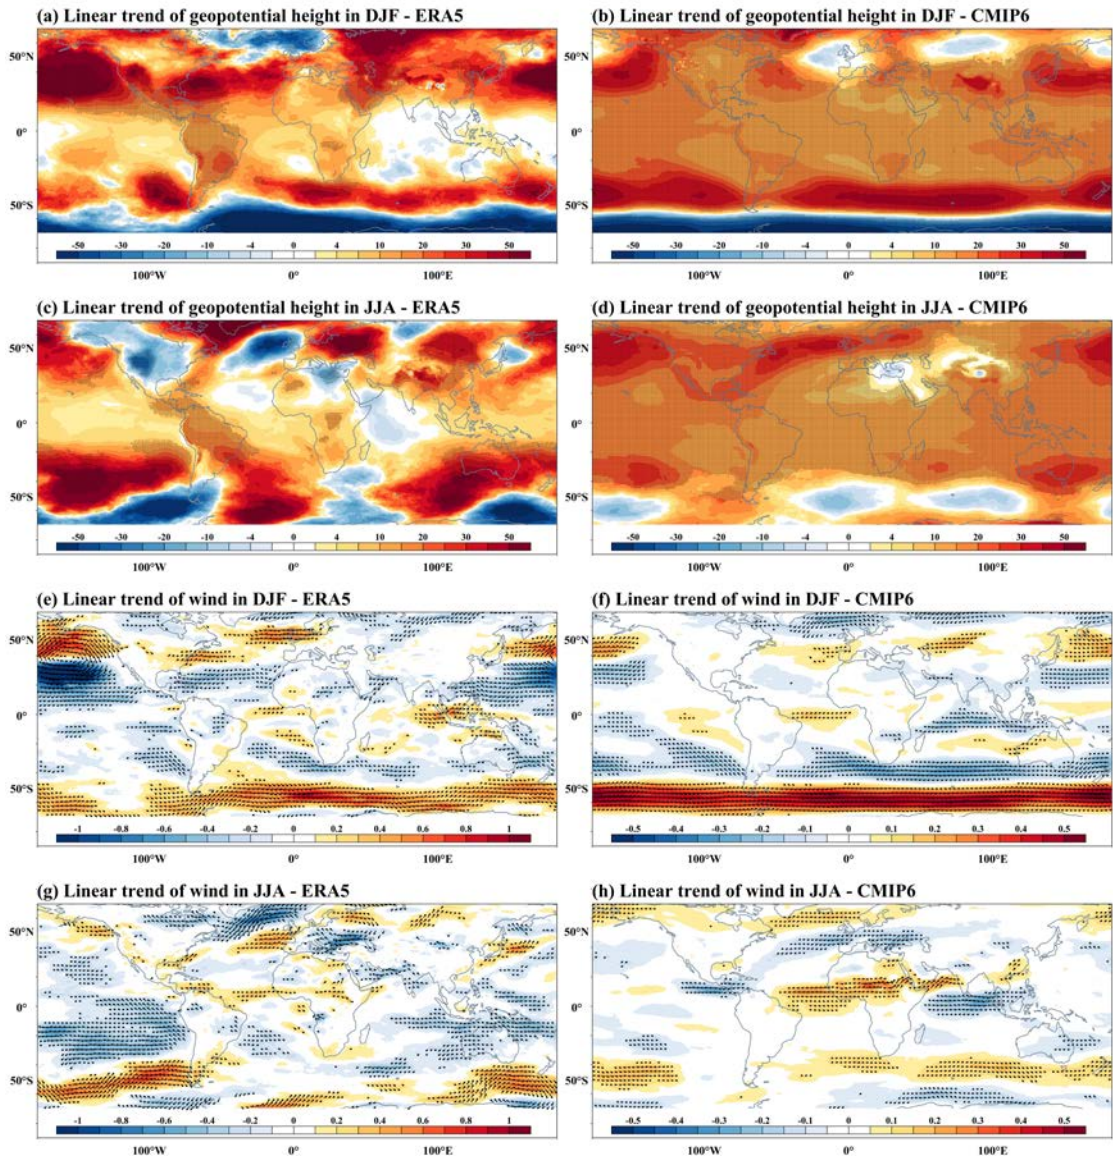 (a) Linear trend of geopotential height in DJF - ERA5
(b) Linear trend of geopotential height in DJF - CMIP6
50°N 0° 50°S
50°N 0° 50°S
-50 -30 -20 -10 -4 0 4 10 20 30 50
-50 -30 -20 -10 -4 0 4 10 20 30 50
100°W 0° 100°E
100°W 0° 100°E
(c) Linear trend of geopotential height in JJA - ERA5
(d) Linear trend of geopotential height in JJA - CMIP6
50°N 0° 50°S
50°N 0° 50°S
-50 -30 -20 -10 -4 0 4 10 20 30 50
-50 -30 -20 -10 -4 0 4 10 20 30 50
100°W 0° 100°E
100°W 0° 100°E
(e) Linear trend of wind in DJF - ERA5
(f) Linear trend of wind in DJF - CMIP6
50°N 0° 50°S
50°N 0° 50°S
-1 -0.8 -0.6 -0.4 -0.2 0 0.2 0.4 0.6 0.8 1
-0.5 -0.4 -0.3 -0.2 -0.1 0 0.1 0.2 0.3 0.4 0.5
100°W 0° 100°E
100°W 0° 100°E
(g) Linear trend of wind in JJA - ERA5
(h) Linear trend of wind in JJA - CMIP6
50°N 0° 50°S
50°N 0° 50°S
-1 -0.8 -0.6 -0.4 -0.2 0 0.2 0.4 0.6 0.8 1
-0.5 -0.4 -0.3 -0.2 -0.1 0 0.1 0.2 0.3 0.4 0.5
100°W 0° 100°E
100°W 0° 100°E